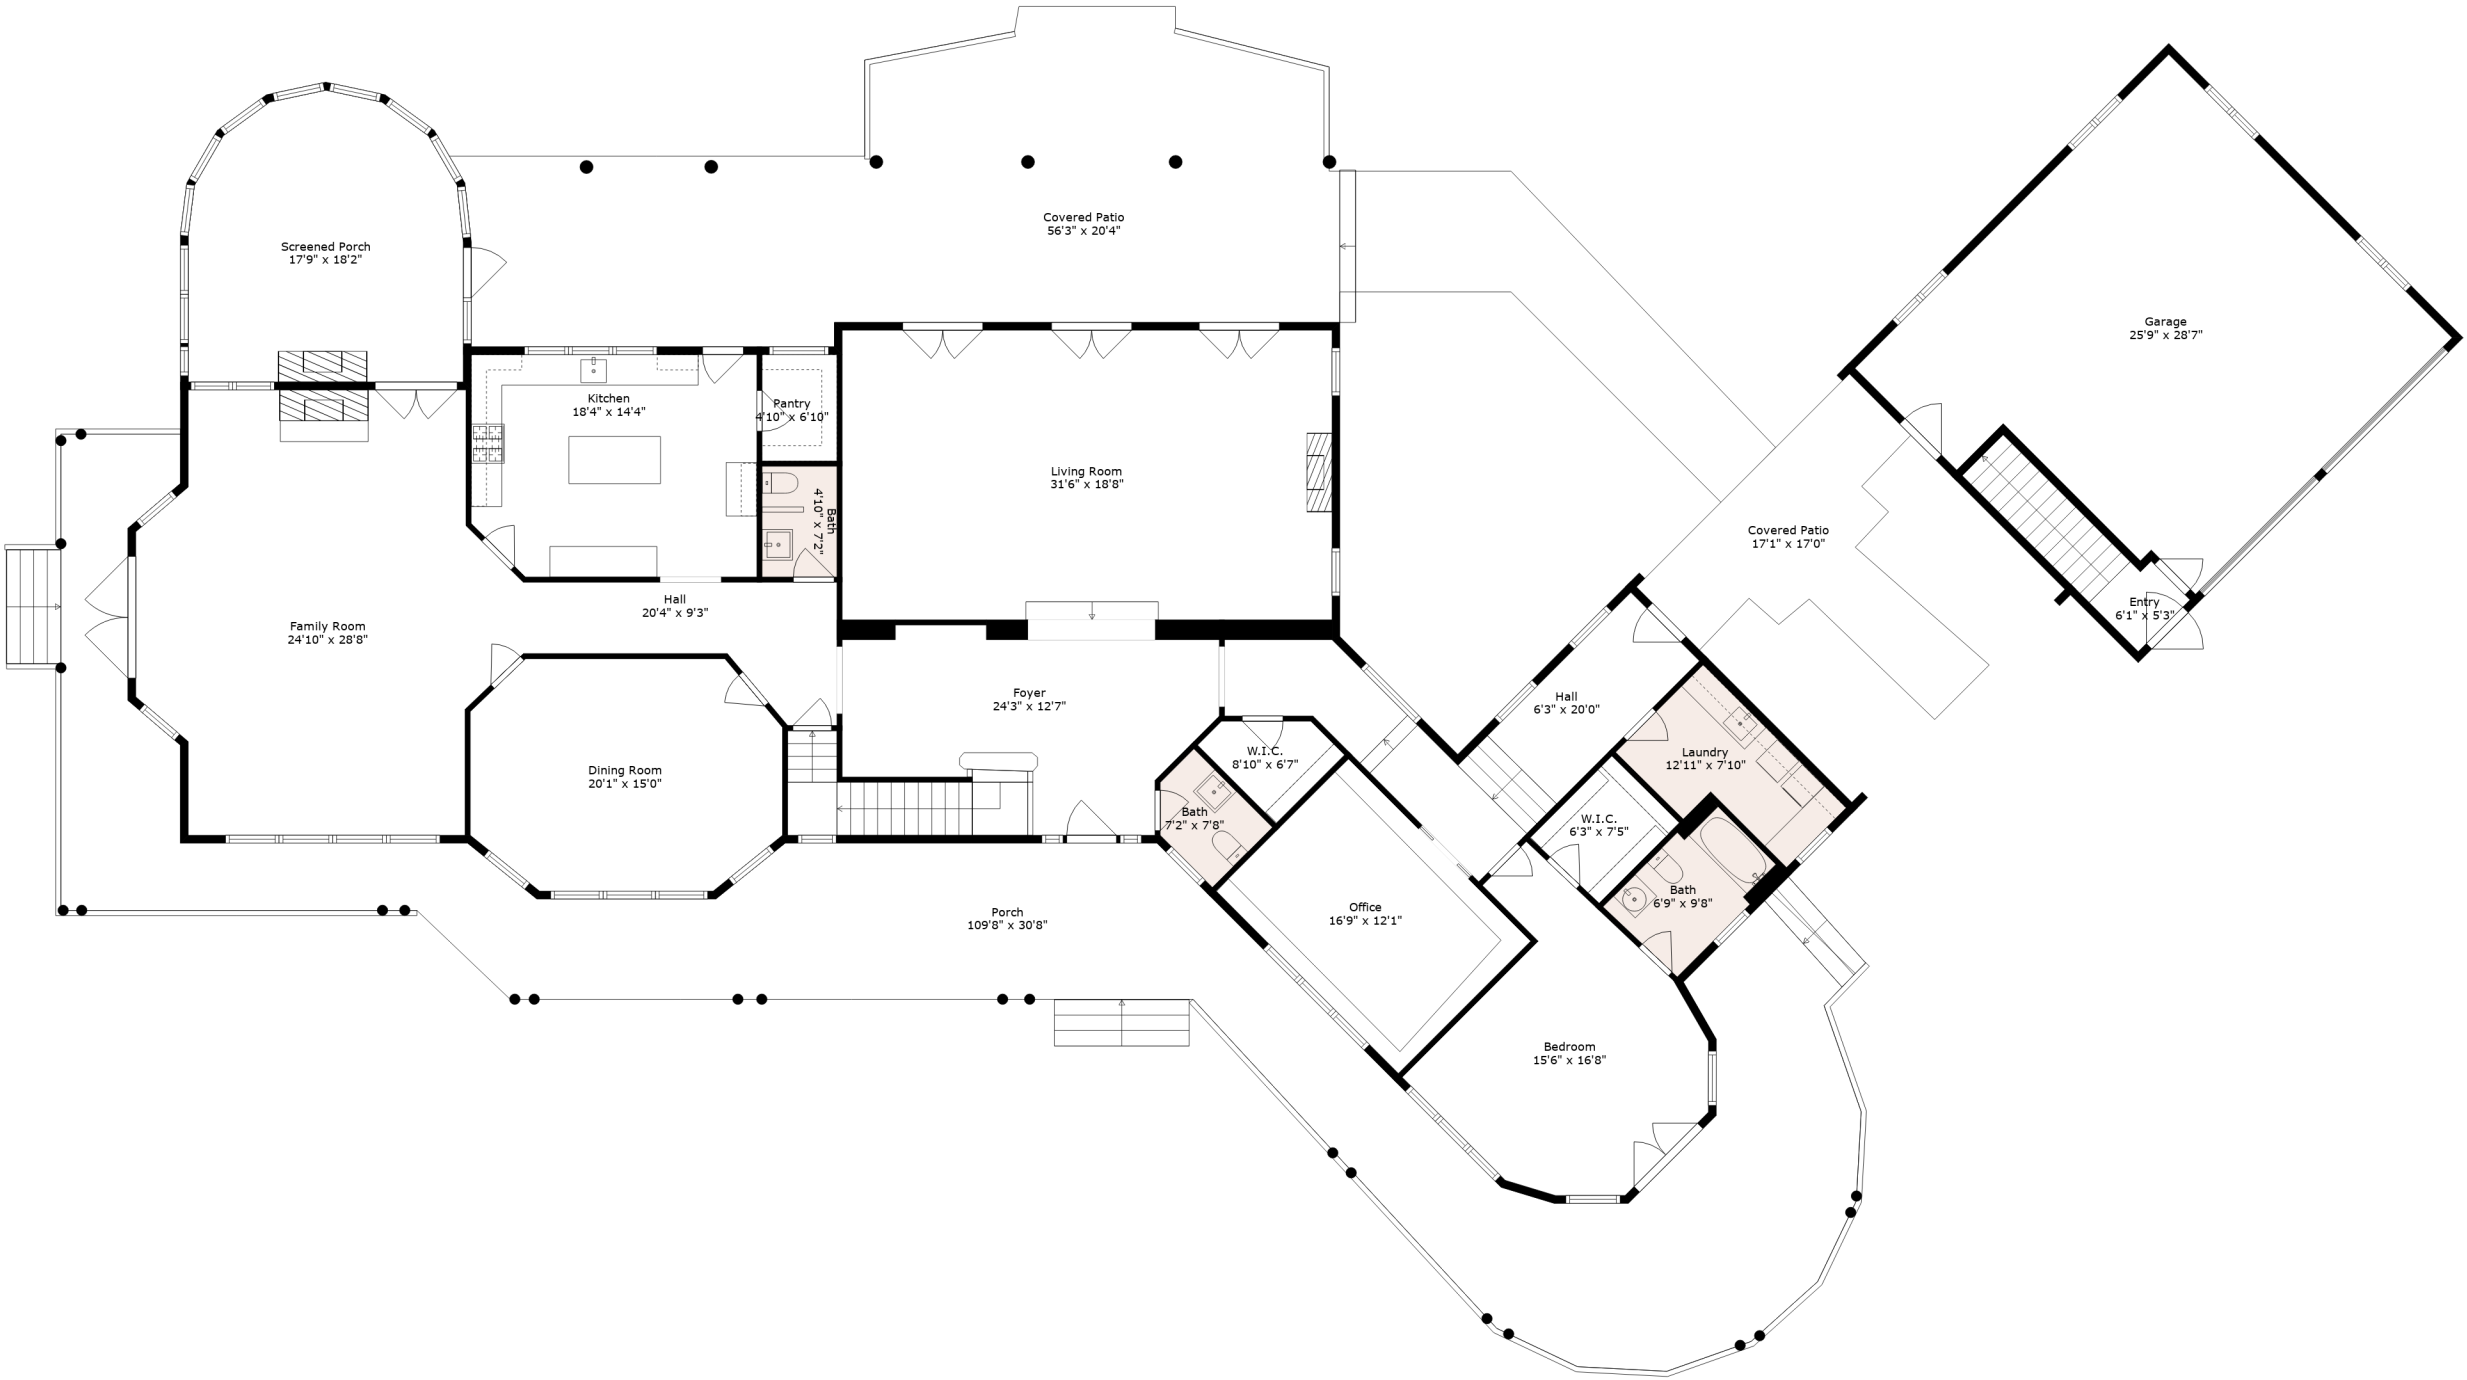 Covered Patio
56'3" x 20'4"
Screened Porch
17'9" x 18'2"
Garage
25'9" x 28'7"
Kitchen
18'4" x 14'4"
Pantry
4'10" x 6'10"
Living Room
31'6" x 18'8"
Bath
4'10" x 7'2"
Covered Patio
17'1" x 17'0"
Hall
20'4" x 9'3"
Entry
6'1" x 5'3"
Family Room
24'10" x 28'8"
Foyer
24'3" x 12'7"
Hall
6'3" x 20'0"
W.I.C.
8'10" x 6'7"
Laundry
12'11" x 7'10"
Dining Room
20'1" x 15'0"
Bath
7'2" x 7'8"
W.I.C.
6'3" x 7'5"
Bath
6'9" x 9'8"
Office
16'9" x 12'1"
Porch
109'8" x 30'8"
Bedroom
15'6" x 16'8"